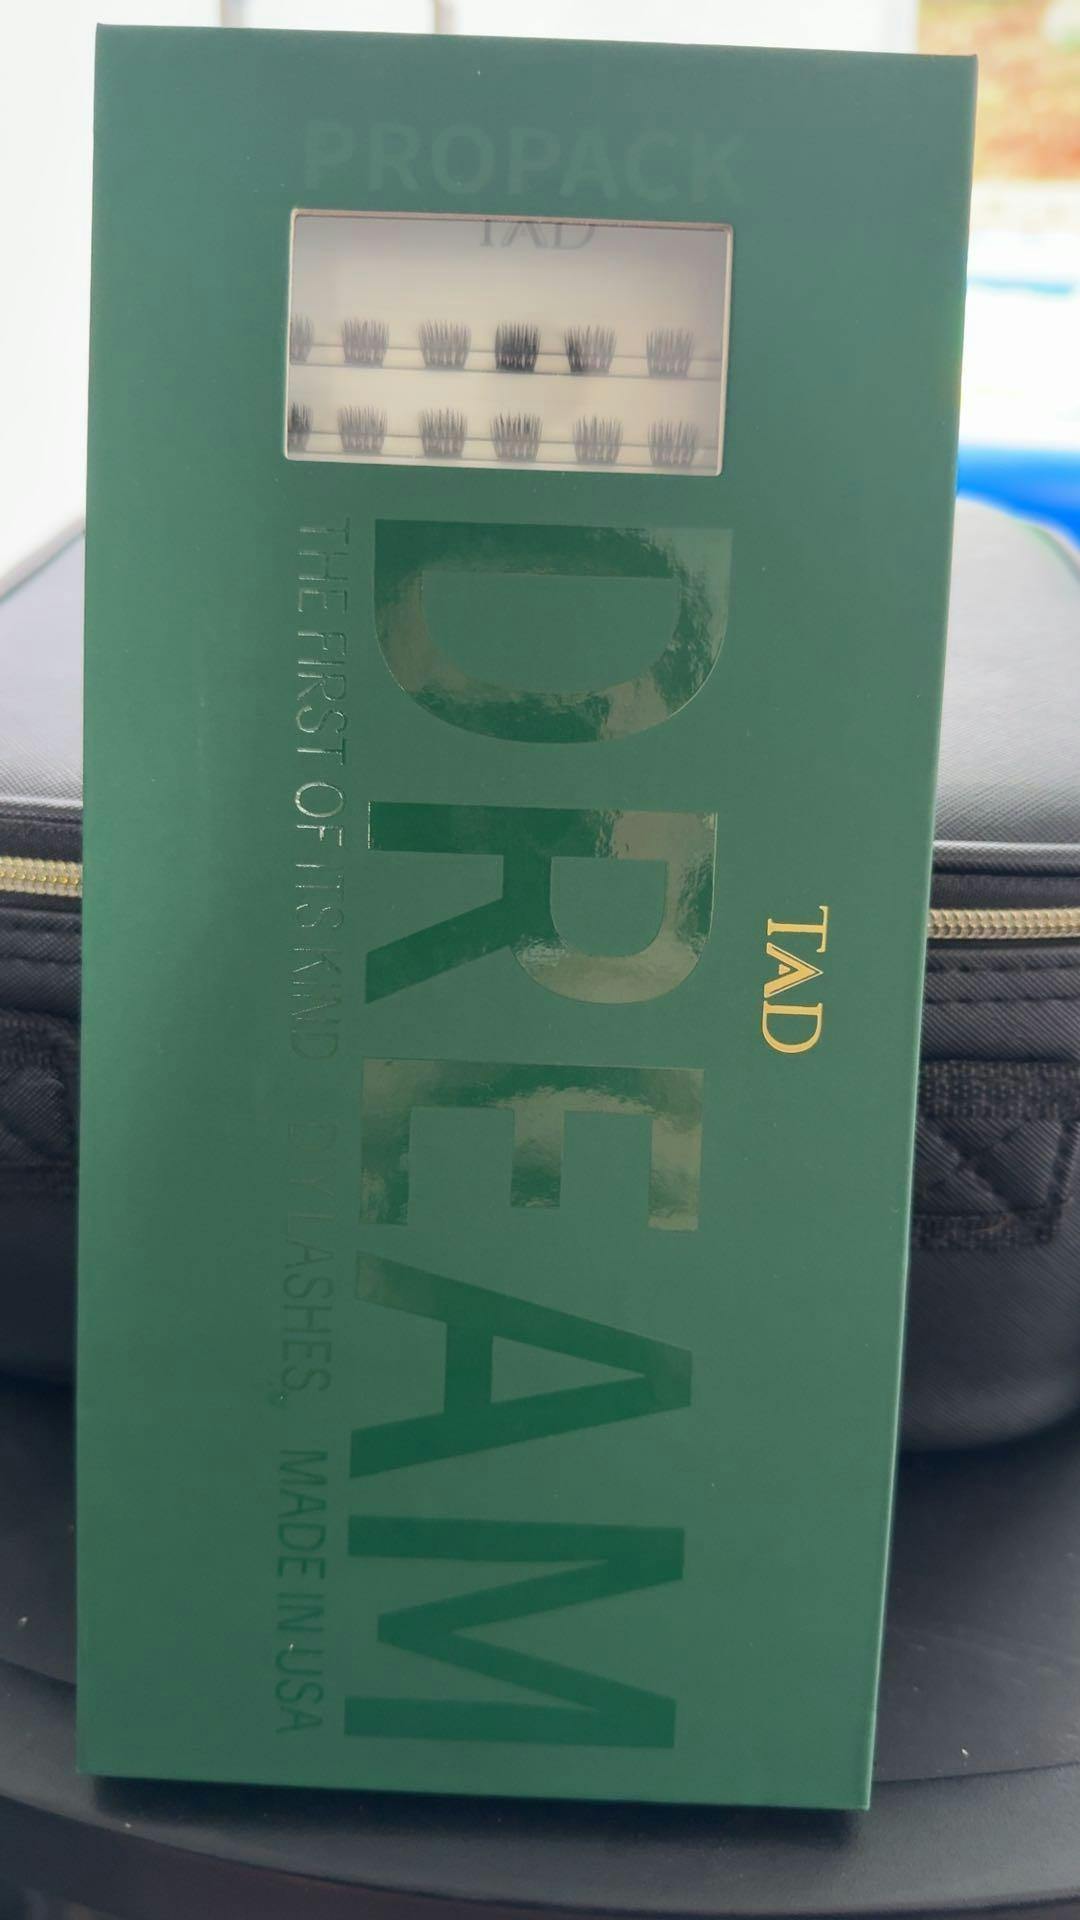 PROPACK
TAD
TAD
DREAM
THE FIRST OF ITS KIND DIY LASHES, MADE IN USA